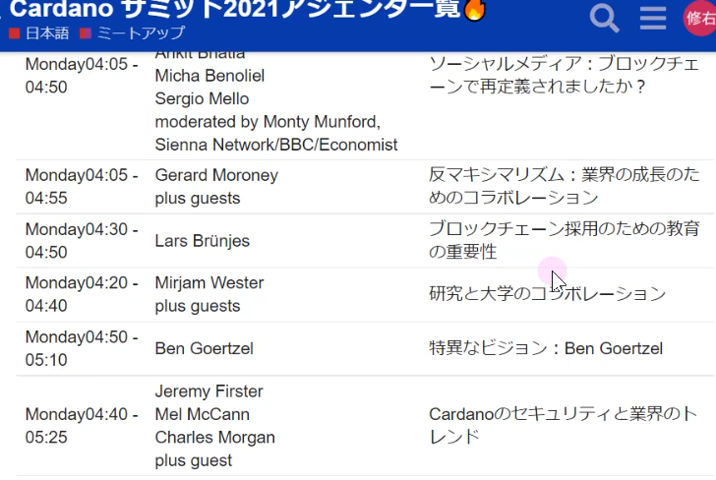 Cardano サミット2021アジェンダ一覧🔥
日本語 ミートアップ
修右
Ankit Bhatia
Monday04:05 -
04:50
Micha Benoliel
Sergio Mello
moderated by Monty Munford,
Sienna Network/BBC/Economist
ソーシャルメディア：ブロックチェ
ーンで再定義されましたか？
Monday04:05 -
04:55
Gerard Moroney
plus guests
反マキシマリズム：業界の成長のた
めのコラボレーション
Monday04:30 -
04:50
Lars Brünjes
ブロックチェーン採用のための教育
の重要性
Monday04:20 -
04:40
Mirjam Wester
plus guests
研究と大学のコラボレーション
Monday04:50 -
05:10
Ben Goertzel
特異なビジョン：Ben Goertzel
Monday04:40 -
05:25
Jeremy Firster
Mel McCann
Charles Morgan
plus guest
Cardanoのセキュリティと業界のト
レンド